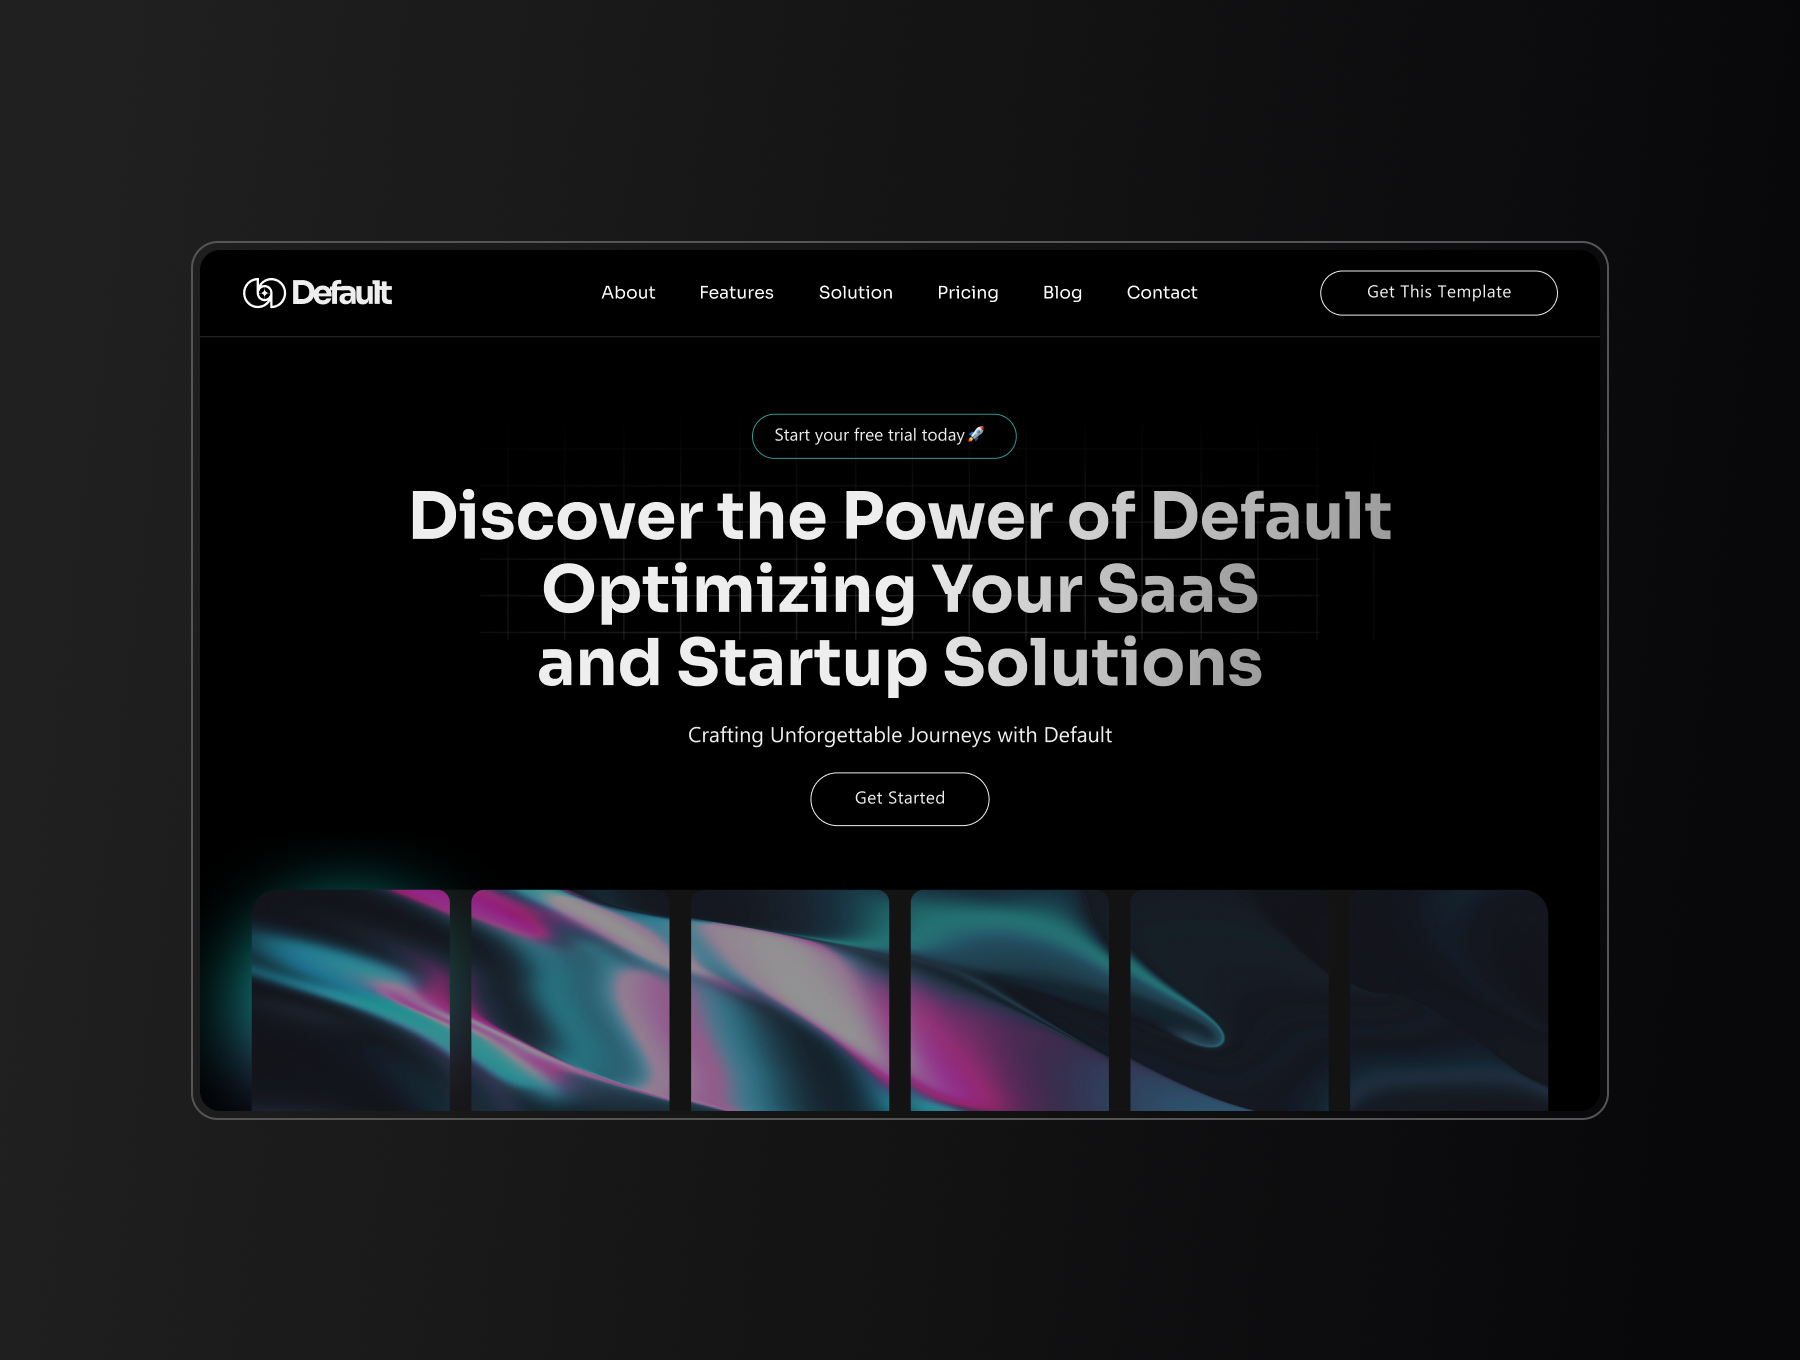 Default
About
Features
Solution
Pricing
Blog
Contact
Get This Template
Start your free trial today🚀
Discover the Power of Default
Optimizing Your SaaS
and Startup Solutions
Crafting Unforgettable Journeys with Default
Get Started